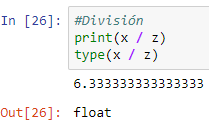 In [26]: #División
print(x / z)
type(x / z)
6.333333333333333
Out[26]: float